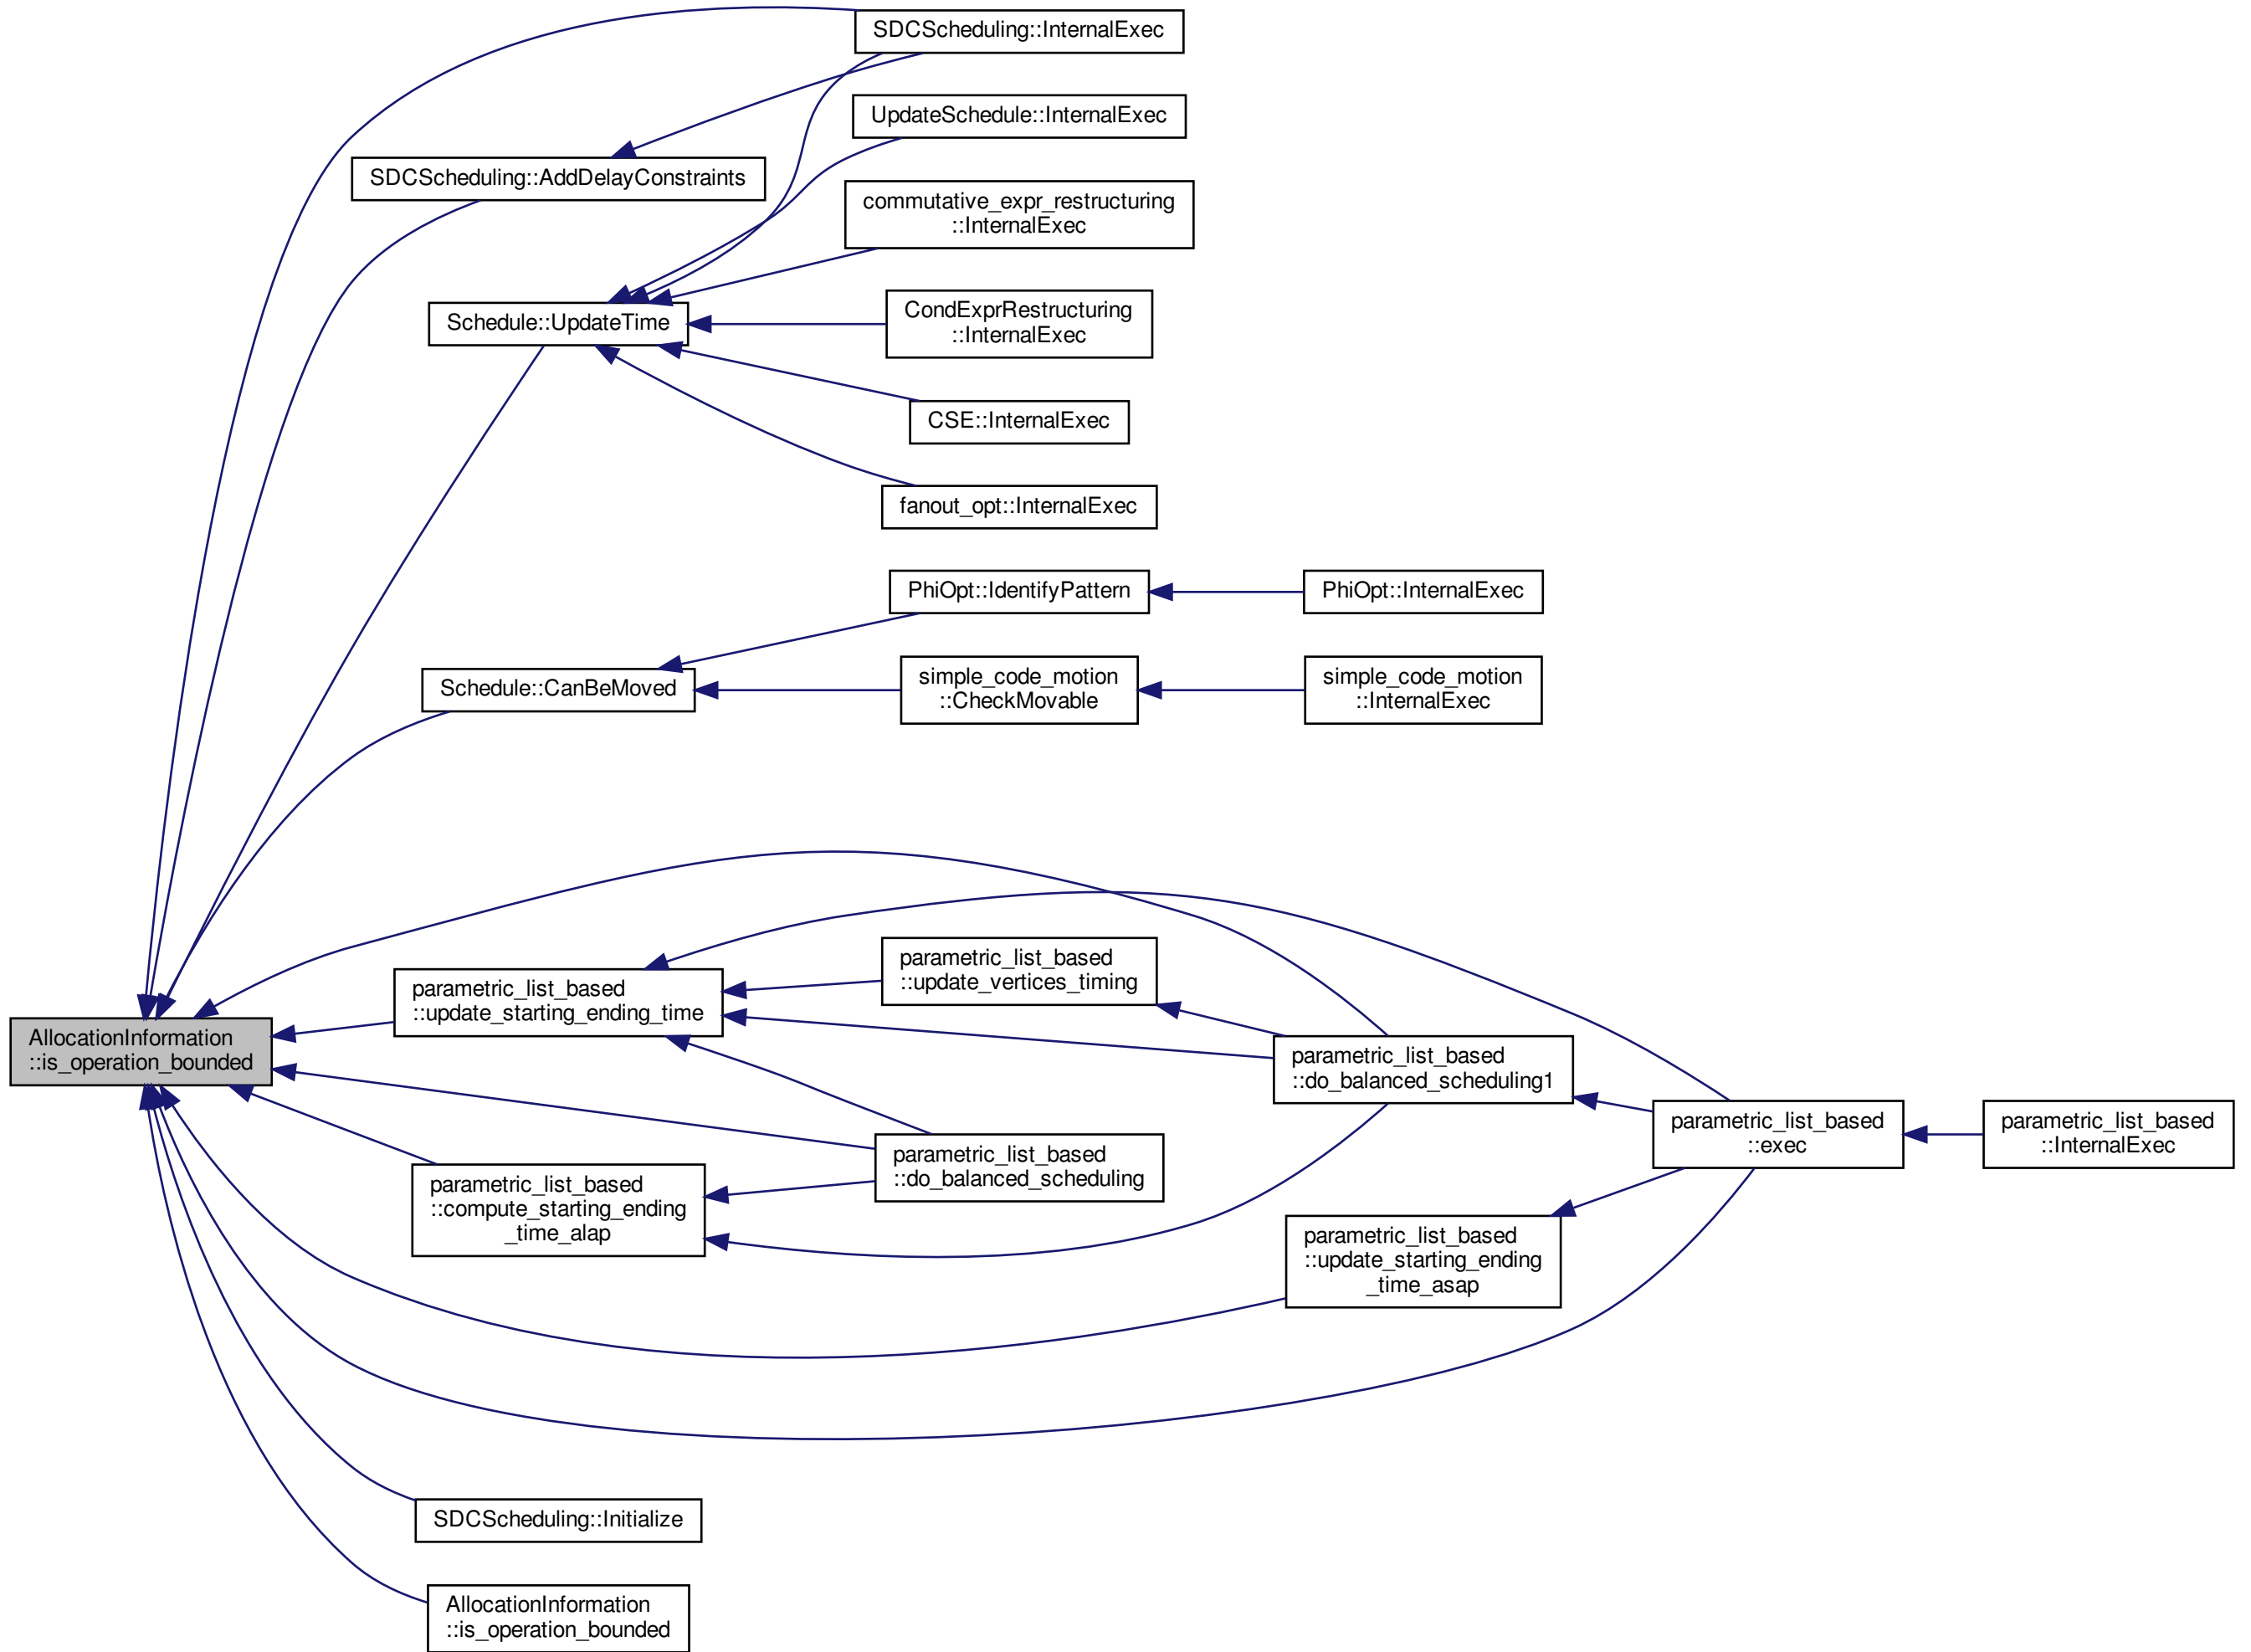 SDCScheduling::InternalExec
UpdateSchedule::InternalExec
SDCScheduling::AddDelayConstraints
commutative_expr_restructuring
::InternalExec
Schedule::UpdateTime
CondExprRestructuring
::InternalExec
CSE::InternalExec
fanout_opt::InternalExec
PhiOpt::IdentifyPattern
PhiOpt::InternalExec
Schedule::CanBeMoved
simple_code_motion
::CheckMovable
simple_code_motion
::InternalExec
parametric_list_based
::update_vertices_timing
parametric_list_based
::update_starting_ending_time
AllocationInformation
::is_operation_bounded
parametric_list_based
::do_balanced_scheduling1
parametric_list_based
::exec
parametric_list_based
::InternalExec
parametric_list_based
::do_balanced_scheduling
parametric_list_based
::compute_starting_ending
_time_alap
parametric_list_based
::update_starting_ending
_time_asap
SDCScheduling::Initialize
AllocationInformation
::is_operation_bounded